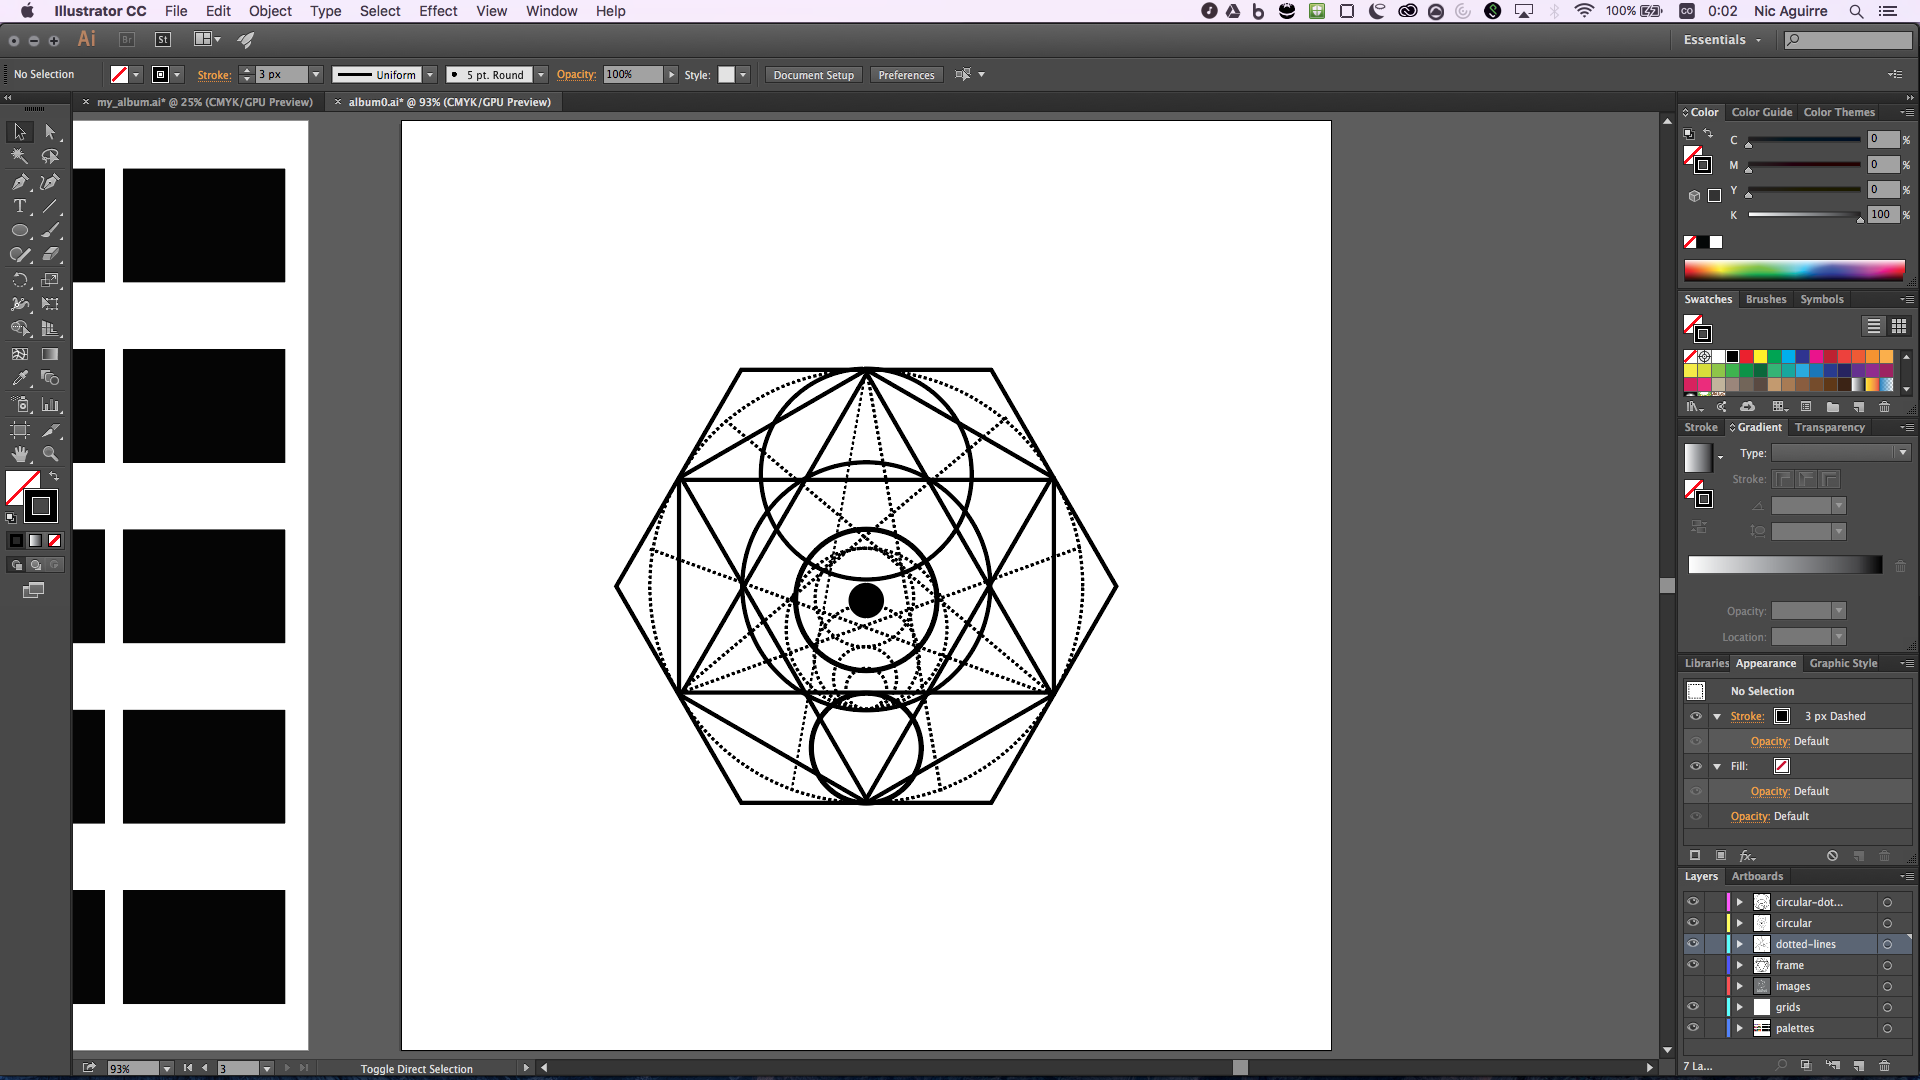 Illustrator CC File Edit Object Type Select Effect View Window Help 100% 0:02 Nic Aguirre
Ai Br St Essentials
No Selection Stroke: 3 px Uniform 5 pt. Round Opacity: 100% Style: Document Setup Preferences
× my_album.ai* @ 25% (CMYK/GPU Preview) × album0.ai* @ 93% (CMYK/GPU Preview)
Color Color Guide Color Themes
C 0 %
M 0 %
Y 0 %
K 100 %
Swatches Brushes Symbols
Stroke Gradient Transparency
Type:
Stroke:
Opacity:
Location:
Libraries Appearance Graphic Style
No Selection
Stroke: 3 px Dashed
Opacity: Default
Fill:
Opacity: Default
Opacity: Default
fx
Layers Artboards
circular-dot...
circular
dotted-lines
frame
images
grids
palettes
7 La...
93% 3 Toggle Direct Selection